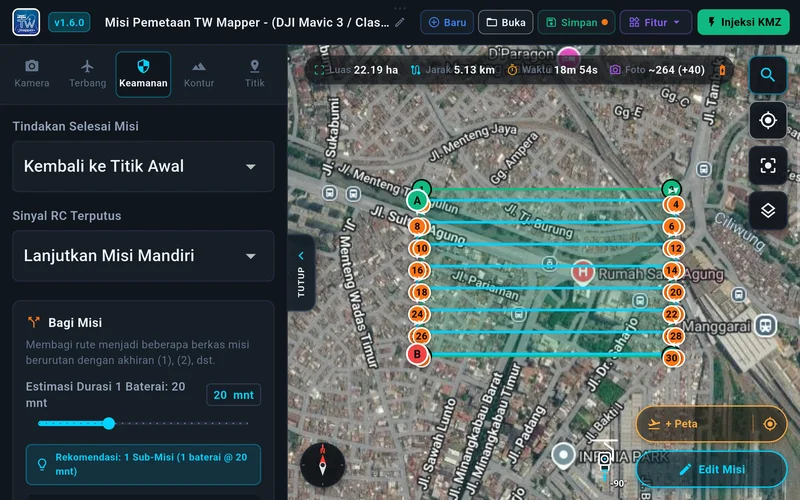 TW
v1.6.0
Misi Pemetaan TW Mapper - (DJI Mavic 3 / Clas...
Baru
Buka
Simpan
Fitur
Injeksi KMZ
Kamera
Terbang
Keamanan
Kontur
Titik
Luas 22.19 ha
Jarak 5.13 km
Waktu 18m 54s
Foto ~264 (+40)
Tindakan Selesai Misi
Kembali ke Titik Awal
Sinyal RC Terputus
Lanjutkan Misi Mandiri
Bagi Misi
Membagi rute menjadi beberapa berkas misi
berurutan dengan akhiran (1), (2), dst.
Estimasi Durasi 1 Baterai: 20
mnt
20 mnt
Rekomendasi: 1 Sub-Misi (1 baterai @ 20
mnt)
TUTUP
D'Paragon
Gg-E
Gg-C
Jl. Sukabumi
Jl. Menteng Jaya
Gg-Ampera
Jl. Menteng
Jl. Tj. Burung
Ciliwung
Agung
Jl. Menteng Wadas Timur
Jl. Pariaman
Rumah Sa Agung
Jl. Dr. Saharjo
Manggarai
Jl. Sawah Lunto
Jl. Minangkabau Barat
Jl. Minangkabau Timur
Jl. Padang
Jl. Bakti
PARK
A
4
8
6
10
12
16
14
18
20
24
22
26
28
B
30
N
-90°
+ Peta
Edit Misi